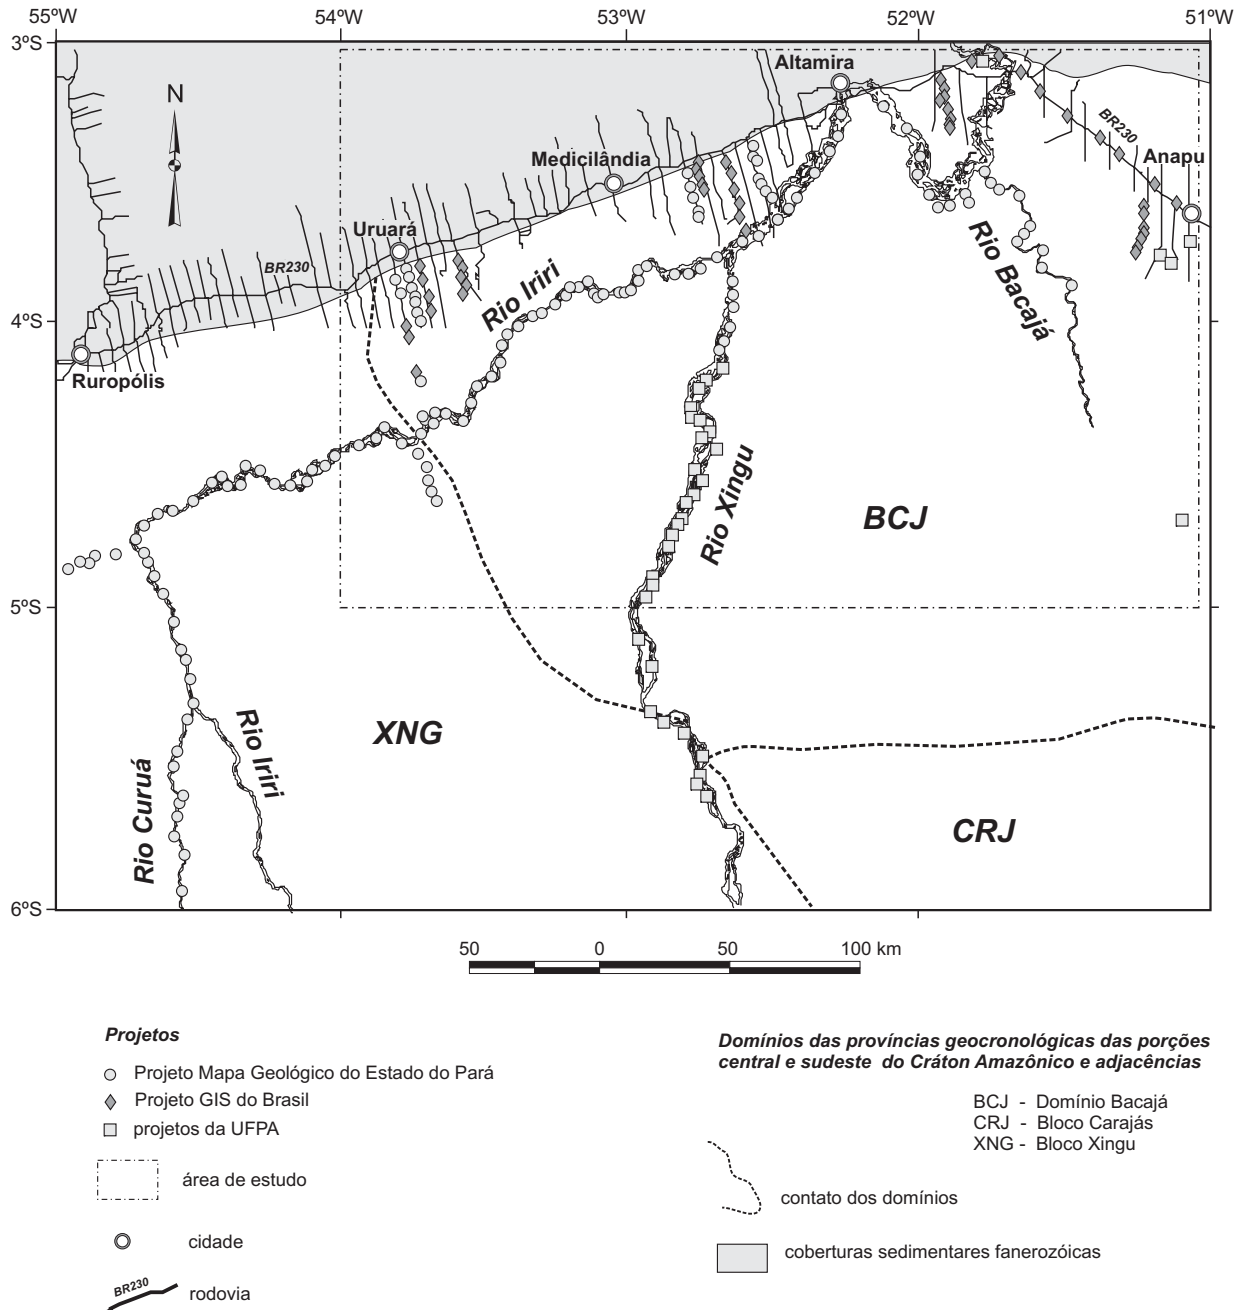 55ºW
54ºW
53ºW
52ºW
51ºW
3ºS
Altamira
N
BR230
Medicilândia
Anapu
Uruará
BR230
Rio Iriri
Rio Bacajá
4ºS
Ruropólis
Rio Xingu
BCJ
5ºS
XNG
Rio Iriri
Rio Curuá
CRJ
6ºS
50 0 50 100 km
Projetos
Projeto Mapa Geológico do Estado do Pará
Projeto GIS do Brasil
projetos da UFPA
área de estudo
cidade
BR230
rodovia
Domínios das províncias geocronológicas das porções
central e sudeste do Cráton Amazônico e adjacências
BCJ - Domínio Bacajá
CRJ - Bloco Carajás
XNG - Bloco Xingu
contato dos domínios
coberturas sedimentares fanerozóicas